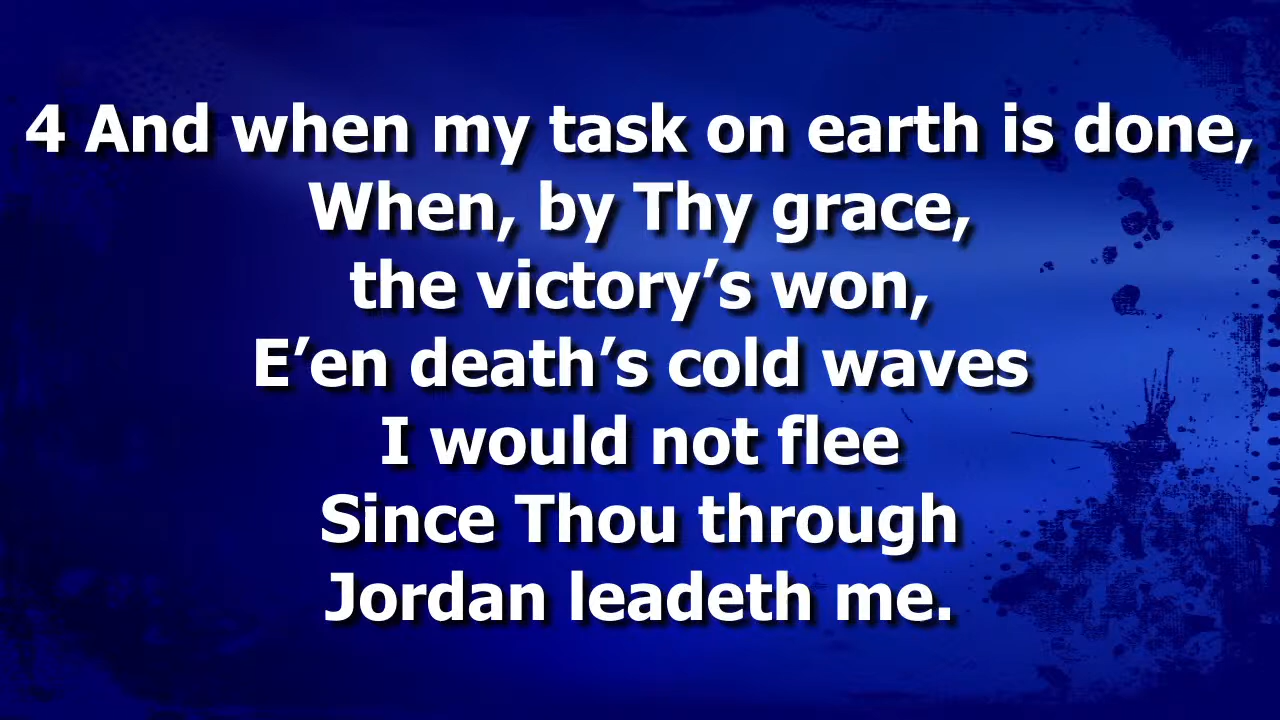 4 And when my task on earth is done,
When, by Thy grace,
the victory’s won,
E’en death’s cold waves
I would not flee
Since Thou through
Jordan leadeth me.